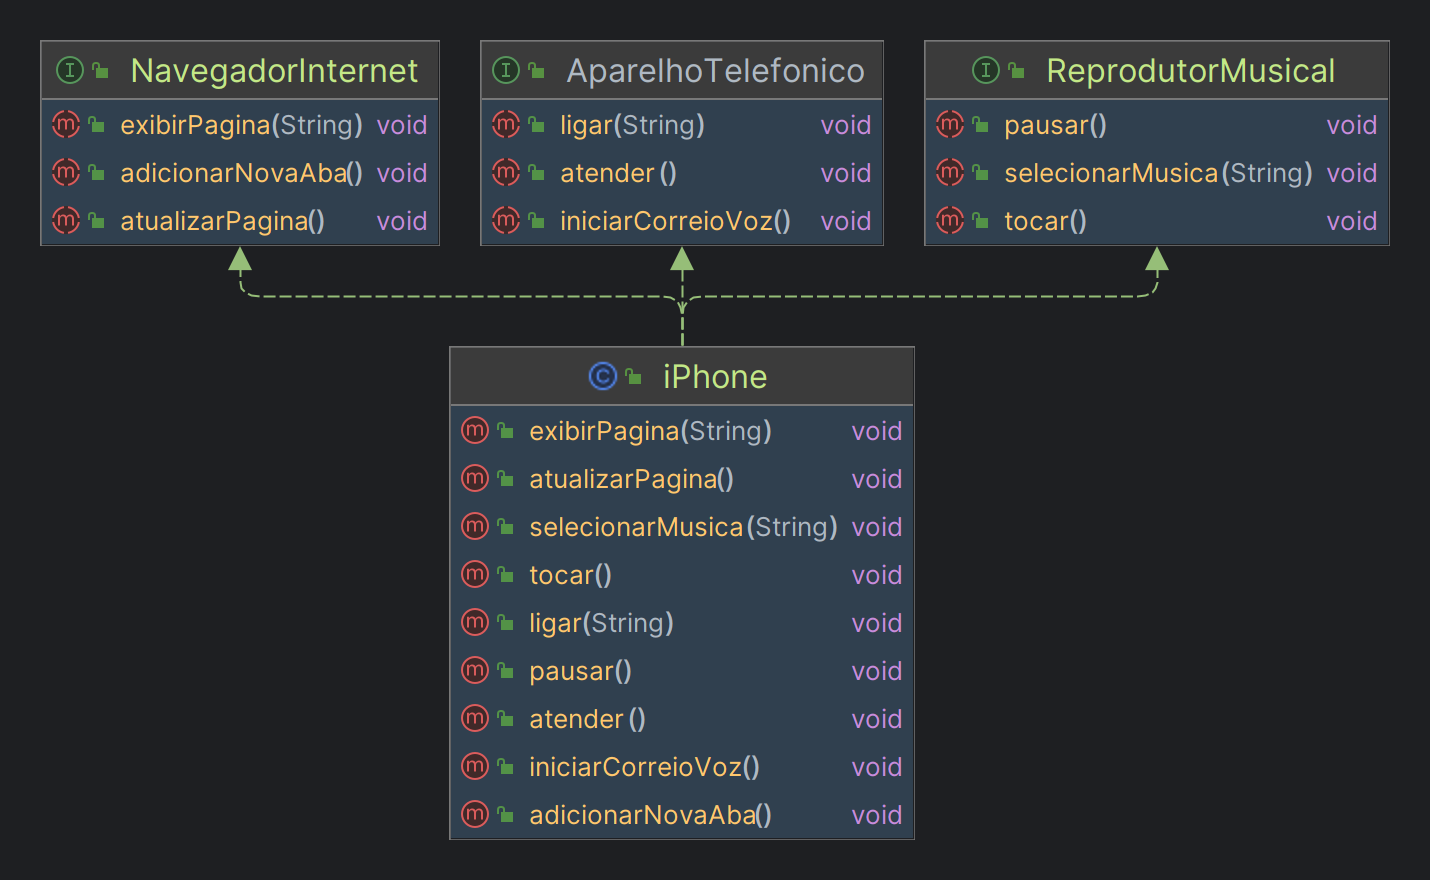 NavegadorInternet
exibirPagina(String) void
adicionarNovaAba() void
atualizarPagina() void
AparelhoTelefonico
ligar(String) void
atender() void
iniciarCorreioVoz() void
ReprodutorMusical
pausar() void
selecionarMusica(String) void
tocar() void
iPhone
exibirPagina(String) void
atualizarPagina() void
selecionarMusica(String) void
tocar() void
ligar(String) void
pausar() void
atender() void
iniciarCorreioVoz() void
adicionarNovaAba() void